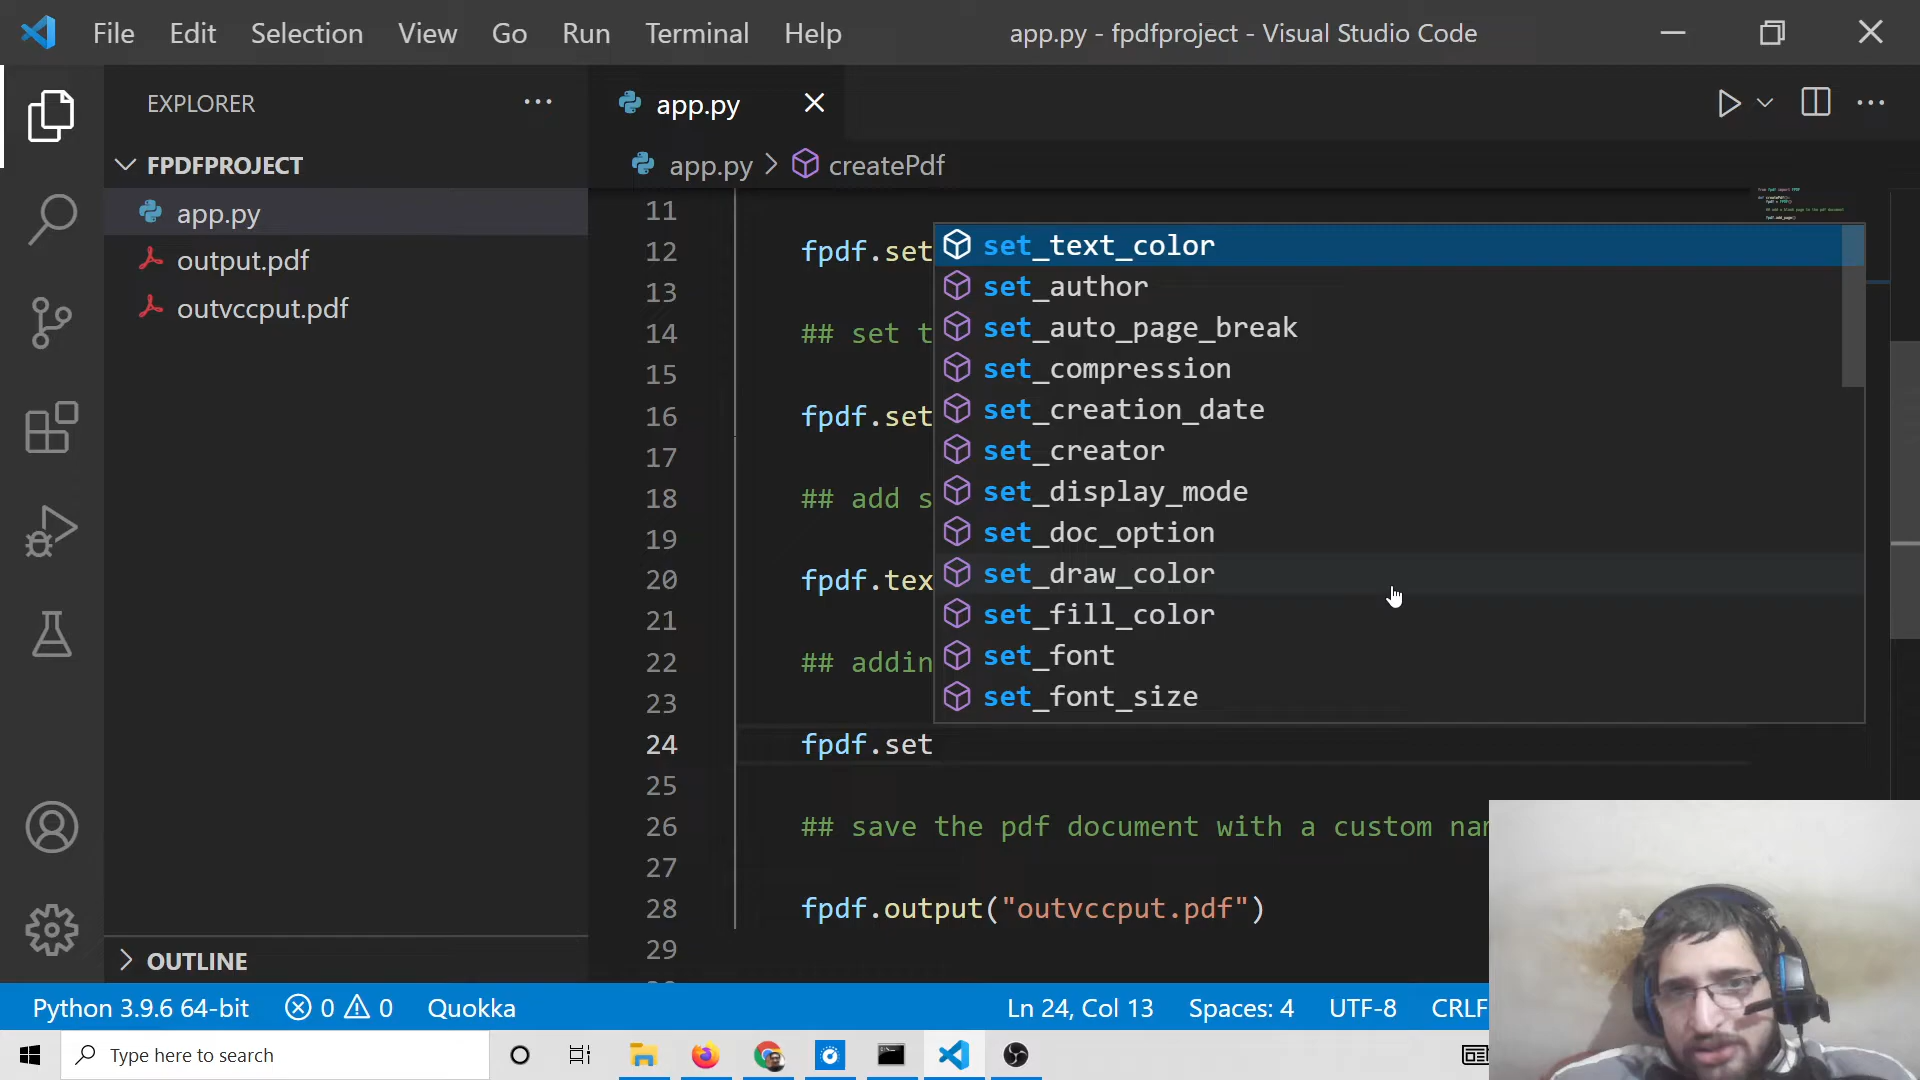 File Edit Selection View Go Run Terminal Help app.py - fpdfproject - Visual Studio Code
EXPLORER
FPDFPROJECT
app.py
output.pdf
outvccput.pdf
OUTLINE
app.py
app.py createPdf
11
12 fpdf.set
13
14 ## set t
15
16 fpdf.set
17
18 ## add s
19
20 fpdf.tex
21
22 ## addin
23
24 fpdf.set
25
26 ## save the pdf document with a custom na
27
28 fpdf.output("outvccput.pdf")
29
set_text_color
set_author
set_auto_page_break
set_compression
set_creation_date
set_creator
set_display_mode
set_doc_option
set_draw_color
set_fill_color
set_font
set_font_size
Python 3.9.6 64-bit 0 0 Quokka Ln 24, Col 13 Spaces: 4 UTF-8 CRLF
Type here to search